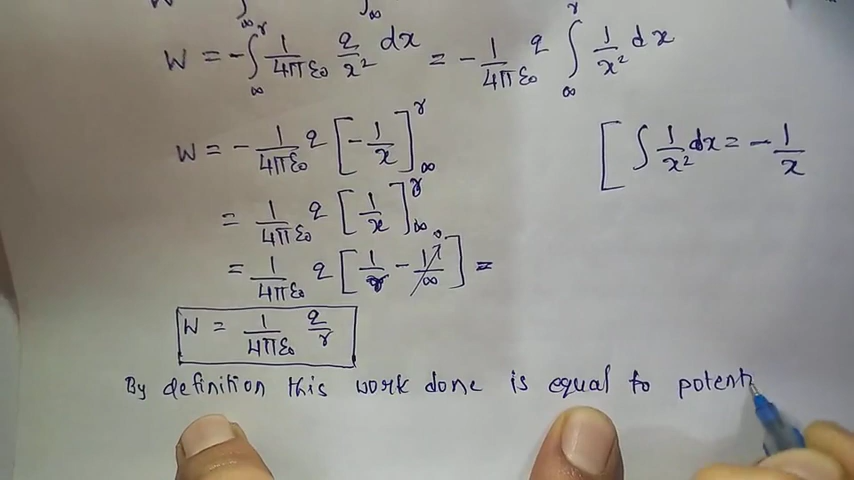 W = -∫∞^r 1/4πε₀ q/x² dx = - 1/4πε₀ q ∫∞^r 1/x² dx
W = - 1/4πε₀ q [ - 1/x ]∞^r
[ ∫ 1/x² dx = - 1/x
= 1/4πε₀ q [ 1/x ]∞^r
= 1/4πε₀ q [ 1/r - 1/∞ ] =
W = 1/4πε₀ q/r
By definition this work done is equal to potent